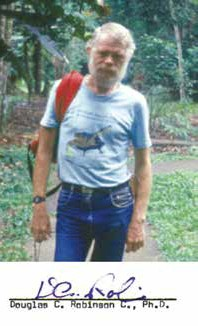 Douglas C. Robinson C., Ph.D.